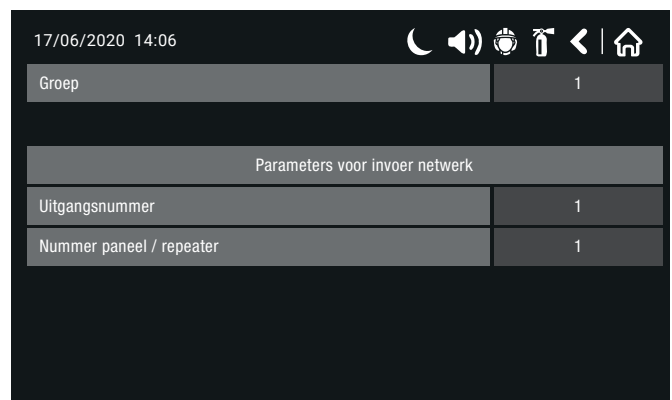 17/06/2020 14:06
Groep 1
Parameters voor invoer netwerk
Uitgangsnummer 1
Nummer paneel / repeater 1